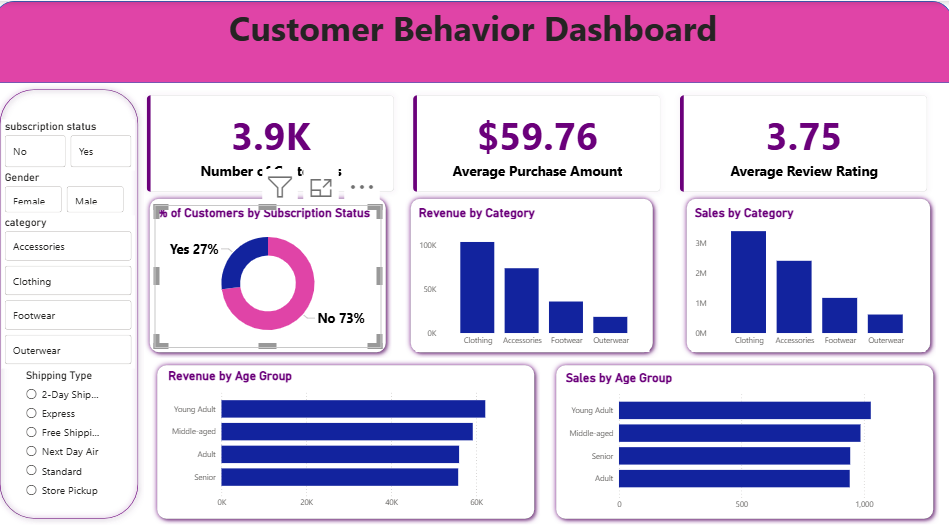 Customer Behavior Dashboard
subscription status
No Yes
Gender
Female Male
category
Accessories
Clothing
Footwear
Outerwear
Shipping Type
2-Day Ship...
Express
Free Shippi...
Next Day Air
Standard
Store Pickup
3.9K
Number
$59.76
Average Purchase Amount
3.75
Average Review Rating
% of Customers by Subscription Status
Yes 27%
No 73%
Revenue by Category
100K
50K
0K
Clothing Accessories Footwear Outerwear
Sales by Category
3M
2M
1M
0M
Clothing Accessories Footwear Outerwear
Revenue by Age Group
Young Adult
Middle-aged
Adult
Senior
0K 20K 40K 60K
Sales by Age Group
Young Adult
Middle-aged
Senior
Adult
0 500 1,000